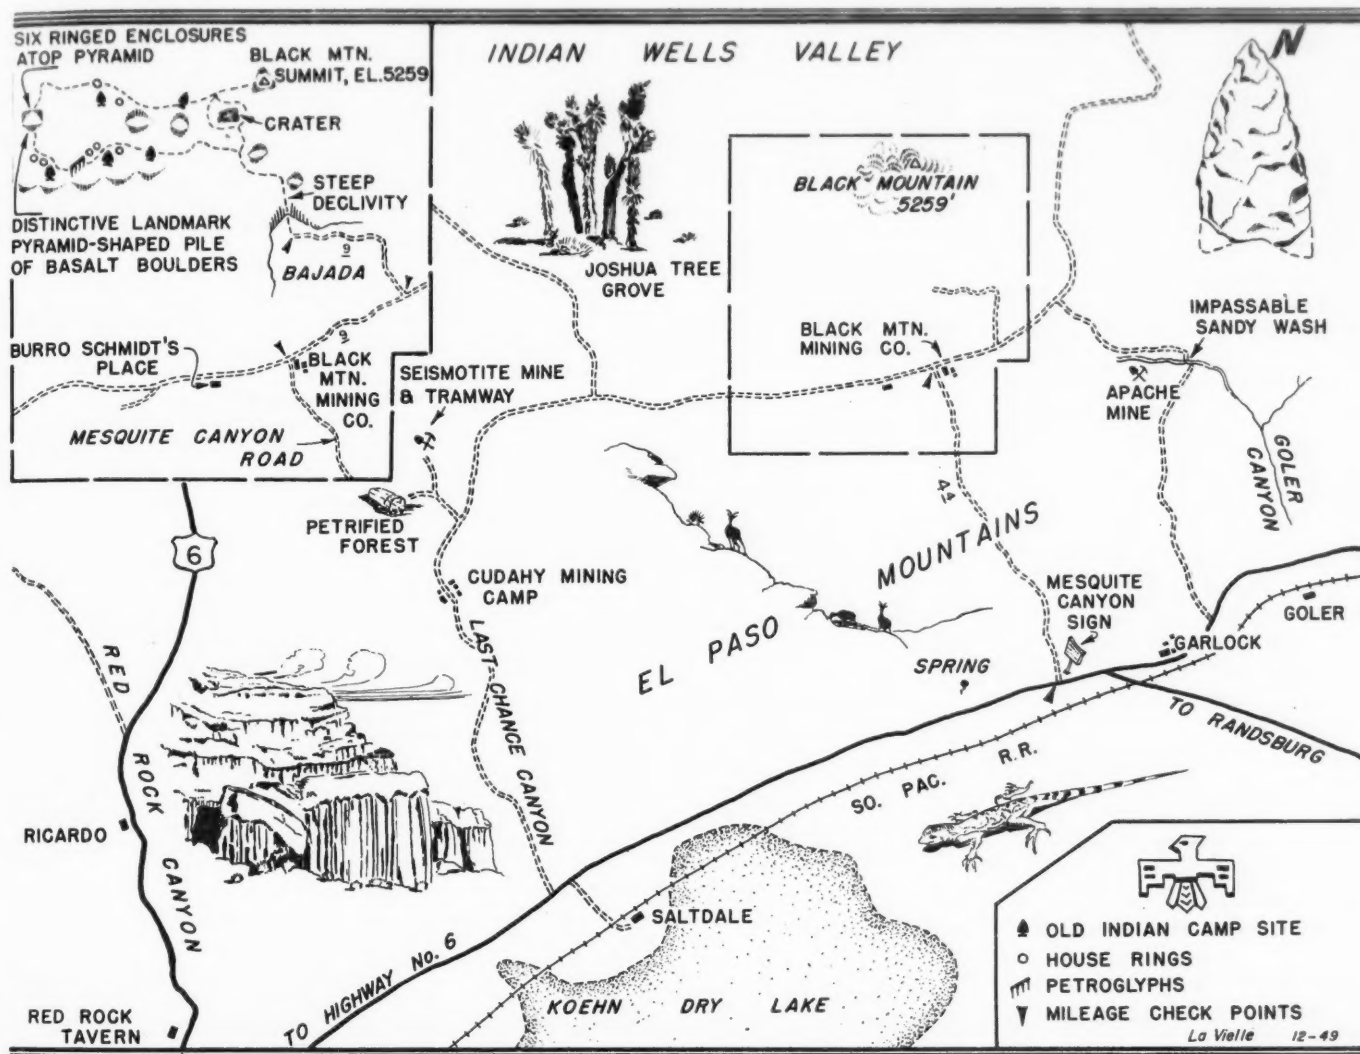 SIX RINGED ENCLOSURES
ATOP PYRAMID
BLACK MTN.
SUMMIT, EL.5259
CRATER
STEEP
DECLIVITY
DISTINCTIVE LANDMARK
PYRAMID-SHAPED PILE
OF BASALT BOULDERS
.9
BAJADA
.9
BURRO SCHMIDT'S
PLACE
BLACK
MTN.
MINING
CO.
MESQUITE CANYON
ROAD
INDIAN WELLS VALLEY
N
JOSHUA TREE
GROVE
BLACK MOUNTAIN
5259'
BLACK MTN.
MINING CO.
IMPASSABLE
SANDY WASH
APACHE
MINE
GOLER
CANYON
SEISMOTITE MINE
& TRAMWAY
PETRIFIED
FOREST
6
CUDAHY MINING
CAMP
LAST CHANCE CANYON
EL PASO MOUNTAINS
4.4
MESQUITE
CANYON
SIGN
GOLER
GARLOCK
SPRING
TO RANDSBURG
SO. PAC. R.R.
RED ROCK CANYON
RICARDO
SALTDALE
RED ROCK
TAVERN
TO HIGHWAY No. 6
KOEHN DRY LAKE
OLD INDIAN CAMP SITE
HOUSE RINGS
PETROGLYPHS
MILEAGE CHECK POINTS
La Vielle 12-49